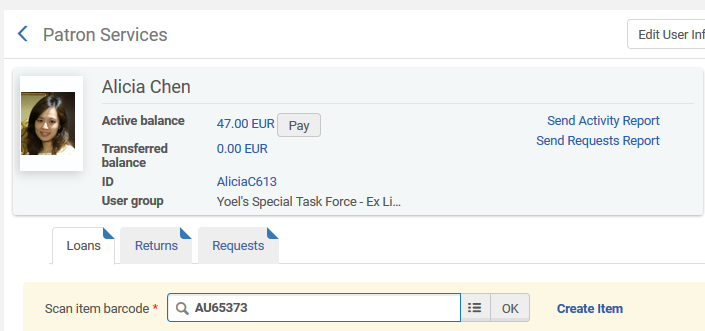 Patron Services
Edit User Inf
Alicia Chen
Active balance 47.00 EUR Pay Send Activity Report
Transferred balance 0.00 EUR Send Requests Report
ID AliciaC613
User group Yoel's Special Task Force - Ex Li...
Loans Returns Requests
Scan item barcode * AU65373 OK Create Item